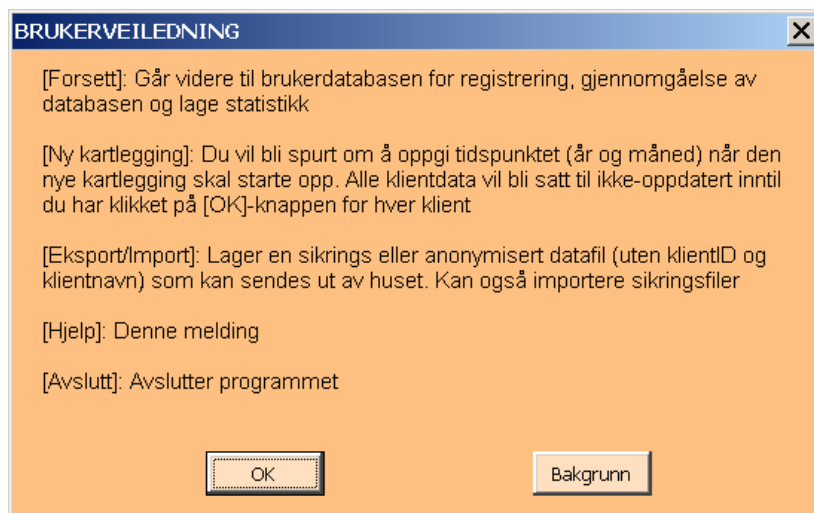 BRUKERVEILEDNING
[Forsett]: Går videre til brukerdatabasen for registrering, gjennomgåelse av
databasen og lage statistikk
[Ny kartlegging]: Du vil bli spurt om å oppgi tidspunktet (år og måned) når den
nye kartlegging skal starte opp. Alle klientdata vil bli satt til ikke-oppdatert inntil
du har klikket på [OK]-knappen for hver klient
[Eksport/Import]: Lager en sikrings eller anonymisert datafil (uten klientID og
klientnavn) som kan sendes ut av huset. Kan også importere sikringsfiler
[Hjelp]: Denne melding
[Avslutt]: Avslutter programmet
OK
Bakgrunn